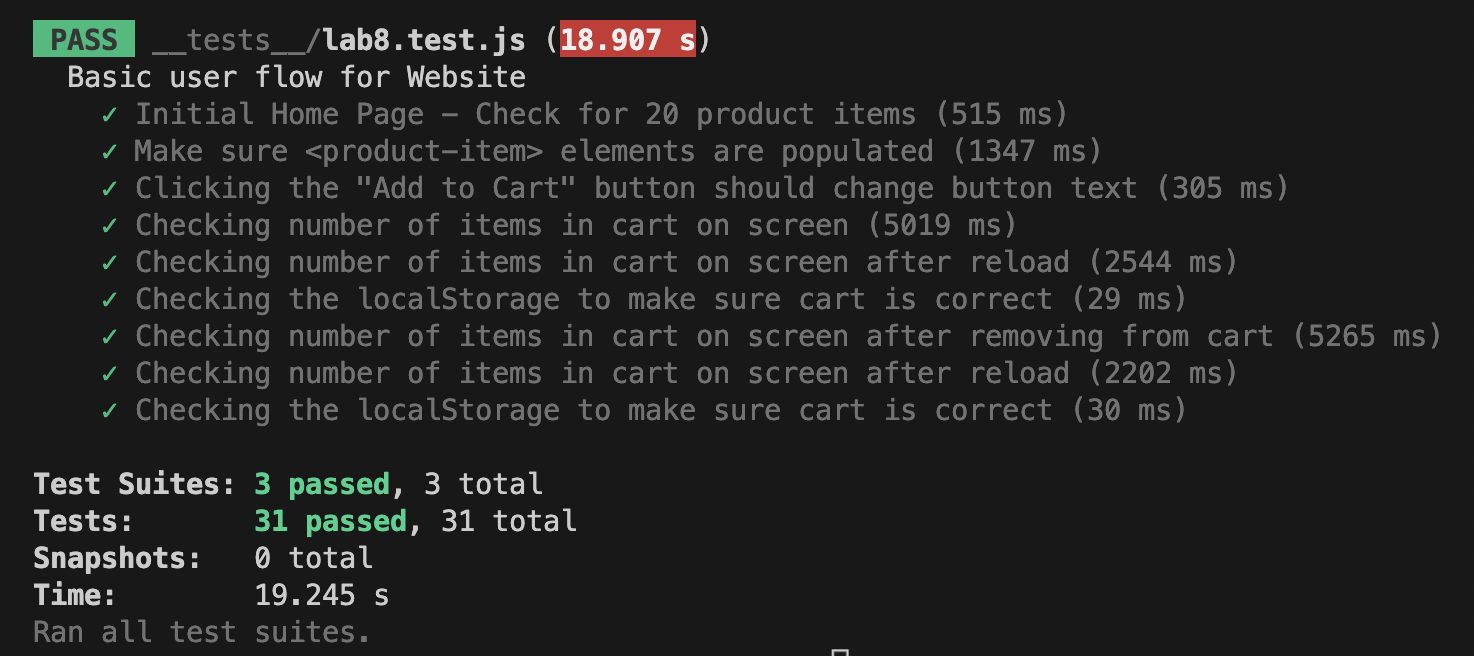 PASS __tests__/lab8.test.js (18.907 s)
Basic user flow for Website
✓ Initial Home Page – Check for 20 product items (515 ms)
✓ Make sure <product-item> elements are populated (1347 ms)
✓ Clicking the "Add to Cart" button should change button text (305 ms)
✓ Checking number of items in cart on screen (5019 ms)
✓ Checking number of items in cart on screen after reload (2544 ms)
✓ Checking the localStorage to make sure cart is correct (29 ms)
✓ Checking number of items in cart on screen after removing from cart (5265 ms)
✓ Checking number of items in cart on screen after reload (2202 ms)
✓ Checking the localStorage to make sure cart is correct (30 ms)
Test Suites: 3 passed, 3 total
Tests: 31 passed, 31 total
Snapshots: 0 total
Time: 19.245 s
Ran all test suites.